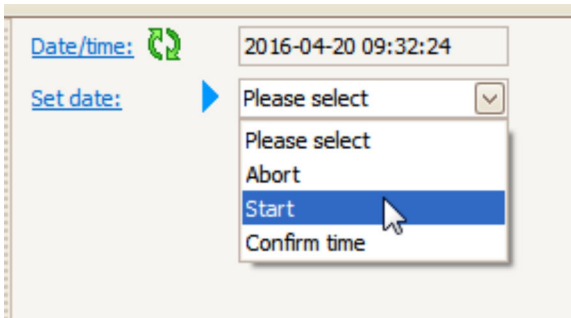 Date/time: 2016-04-20 09:32:24
Set date: Please select
Please select
Abort
Start
Confirm time